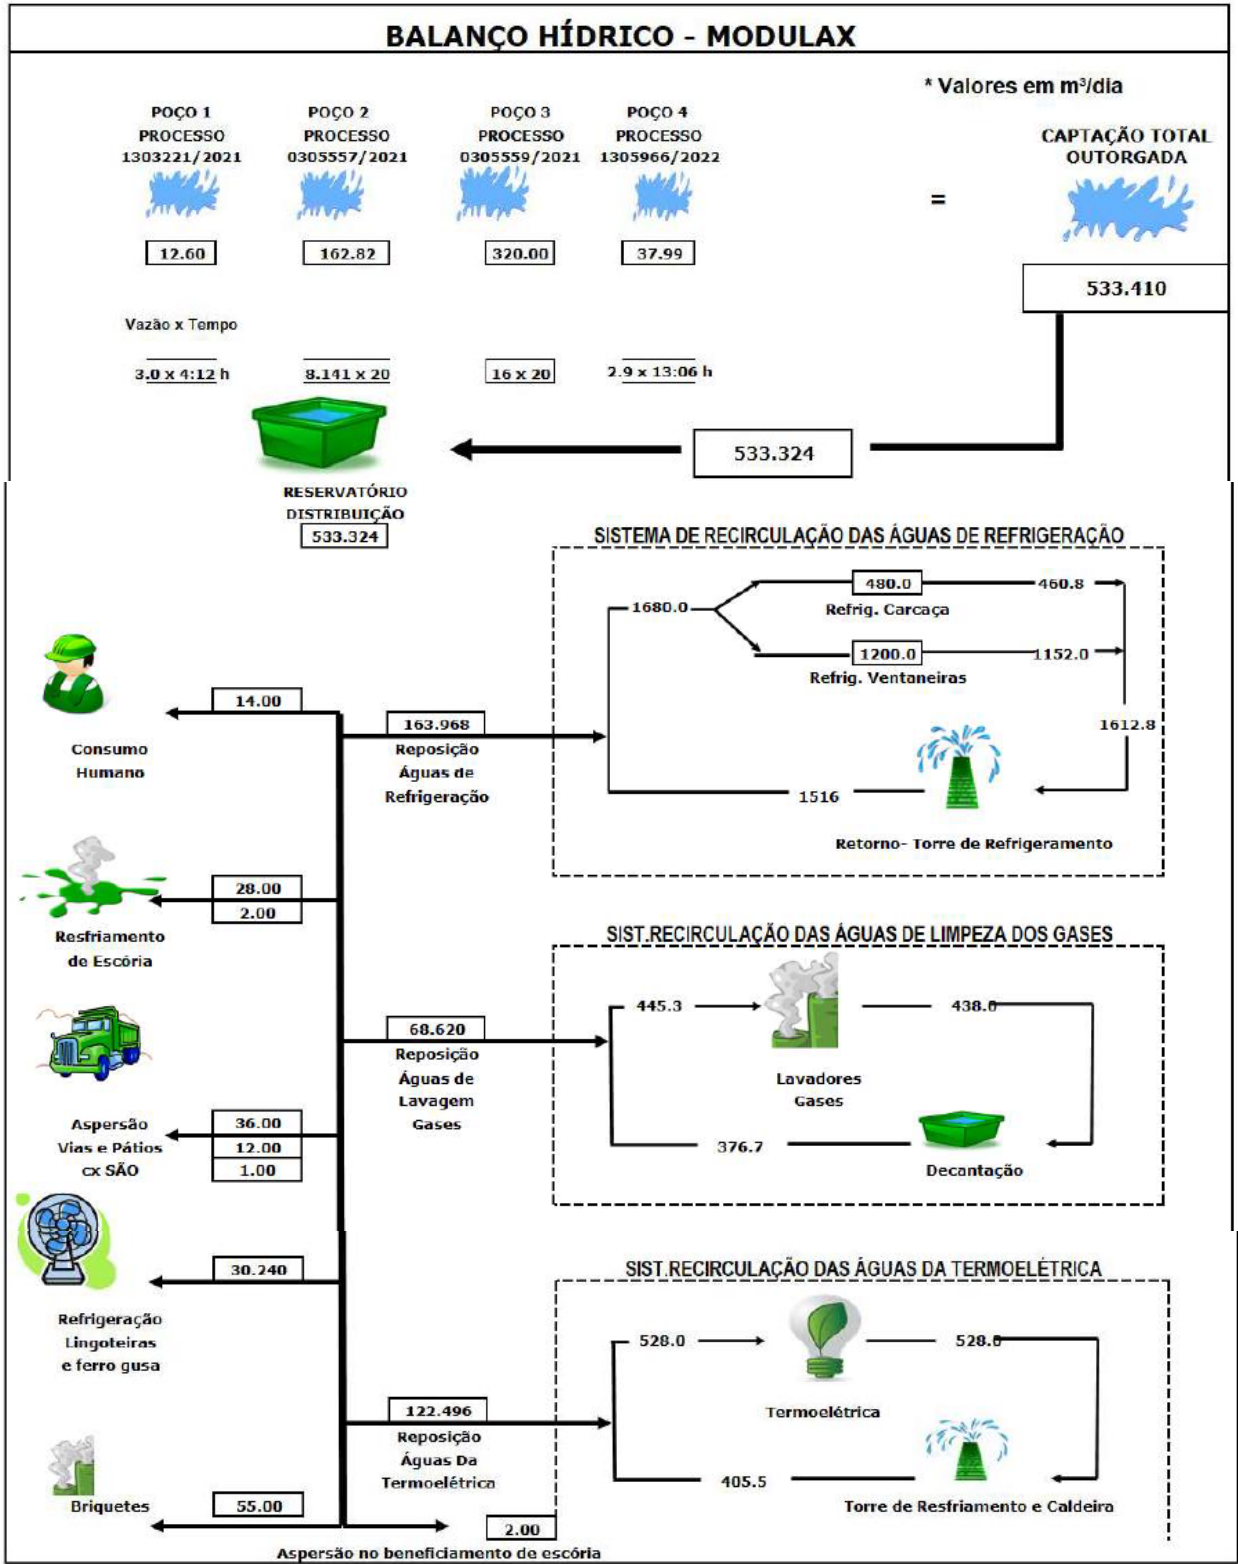 BALANÇO HÍDRICO - MODULAX
* Valores em m³/dia
POÇO 1
PROCESSO
1303221/2021
POÇO 2
PROCESSO
0305557/2021
POÇO 3
PROCESSO
0305559/2021
POÇO 4
PROCESSO
1305966/2022
CAPTAÇÃO TOTAL
OUTORGADA
=
12.60
162.82
320.00
37.99
533.410
Vazão x Tempo
3.0 x 4:12 h
8.141 x 20
16 x 20
2.9 x 13:06 h
533.324
RESERVATÓRIO
DISTRIBUIÇÃO
533.324
SISTEMA DE RECIRCULAÇÃO DAS ÁGUAS DE REFRIGERAÇÃO
1680.0
480.0
460.8
Refrig. Carcaça
1200.0
1152.0
Refrig. Ventaneiras
1612.8
1516
Retorno- Torre de Refrigeramento
14.00
Consumo
Humano
163.968
Reposição
Águas de
Refrigeração
28.00
2.00
Resfriamento
de Escória
SIST.RECIRCULAÇÃO DAS ÁGUAS DE LIMPEZA DOS GASES
445.3
438.0
Lavadores
Gases
376.7
Decantação
68.620
Reposição
Águas de
Lavagem
Gases
Aspersão
Vias e Pátios
cx SÃO
36.00
12.00
1.00
30.240
Refrigeração
Lingoteiras
e ferro gusa
SIST.RECIRCULAÇÃO DAS ÁGUAS DA TERMOELÉTRICA
528.0
528.0
Termoelétrica
405.5
Torre de Resfriamento e Caldeira
122.496
Reposição
Águas Da
Termoelétrica
Briquetes
55.00
2.00
Aspersão no beneficiamento de escória